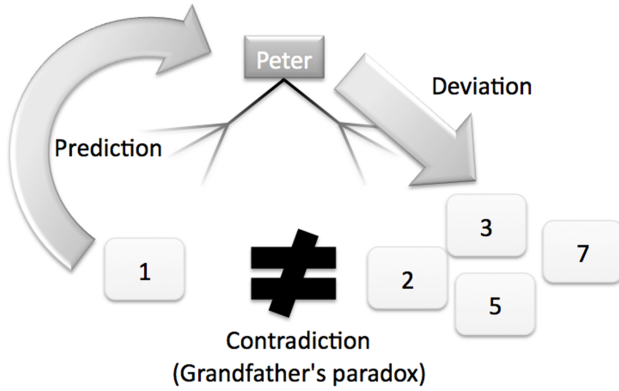 Peter
Deviation
Prediction
3
7
1
2
5
Contradiction
(Grandfather's paradox)